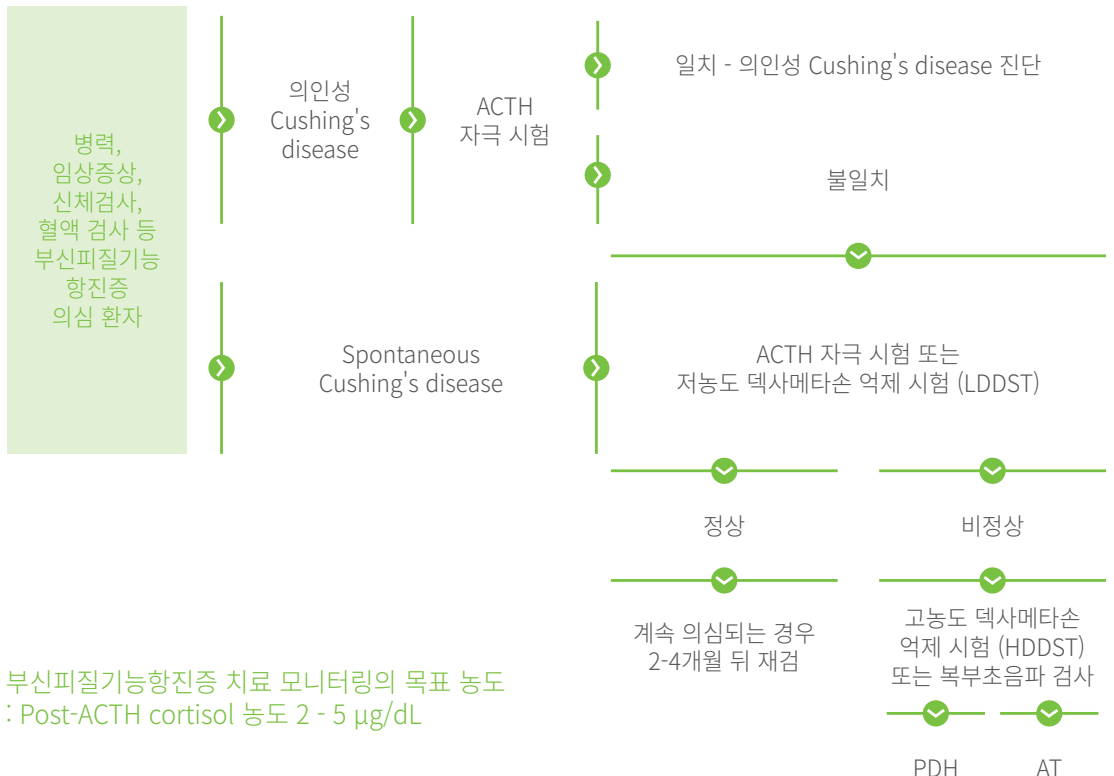 병력,
임상증상,
신체검사,
혈액 검사 등
부신피질기능
항진증
의심 환자
의인성
Cushing's
disease
ACTH
자극 시험
일치 - 의인성 Cushing's disease 진단
불일치
Spontaneous
Cushing's disease
ACTH 자극 시험 또는
저농도 덱사메타손 억제 시험 (LDDST)
정상
비정상
계속 의심되는 경우
2-4개월 뒤 재검
고농도 덱사메타손
억제 시험 (HDDST)
또는 복부초음파 검사
PDH
AT
부신피질기능항진증 치료 모니터링의 목표 농도
: Post-ACTH cortisol 농도 2 - 5 μg/dL